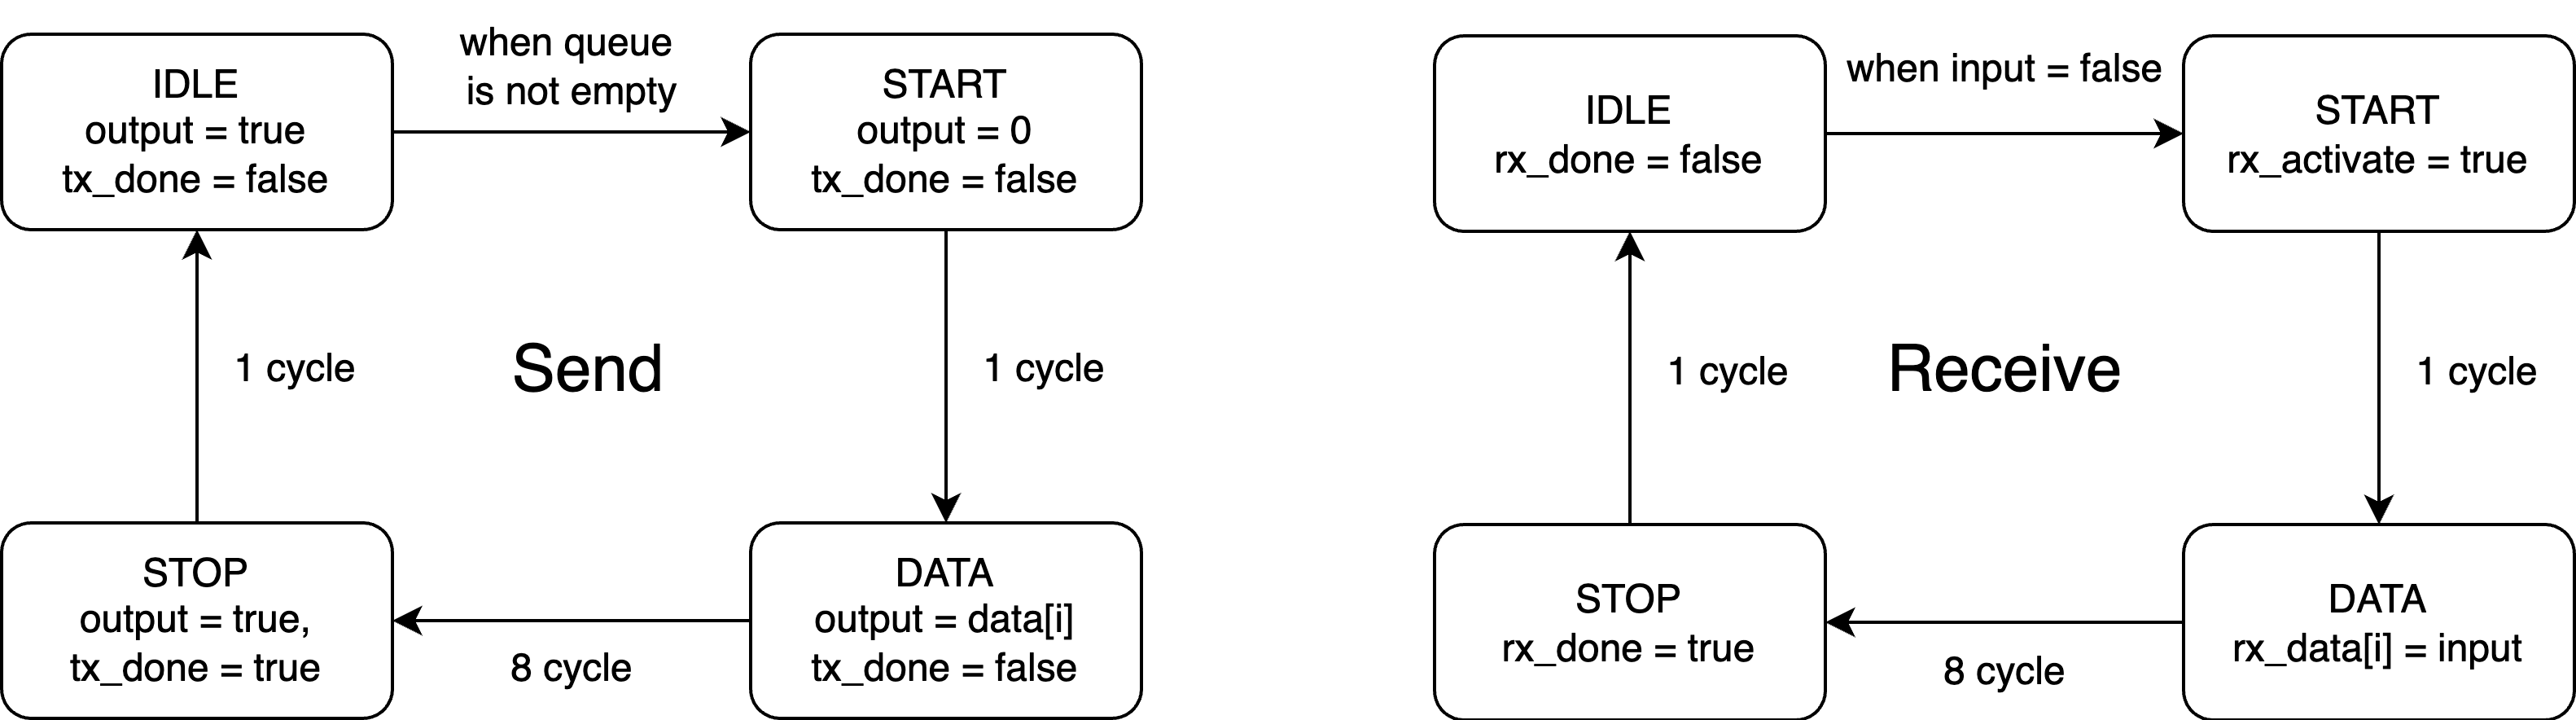 IDLE
output = true
tx_done = false
when queue
is not empty
START
output = 0
tx_done = false
1 cycle
Send
1 cycle
STOP
output = true,
tx_done = true
8 cycle
DATA
output = data[i]
tx_done = false
IDLE
rx_done = false
when input = false
START
rx_activate = true
1 cycle
Receive
1 cycle
STOP
rx_done = true
8 cycle
DATA
rx_data[i] = input